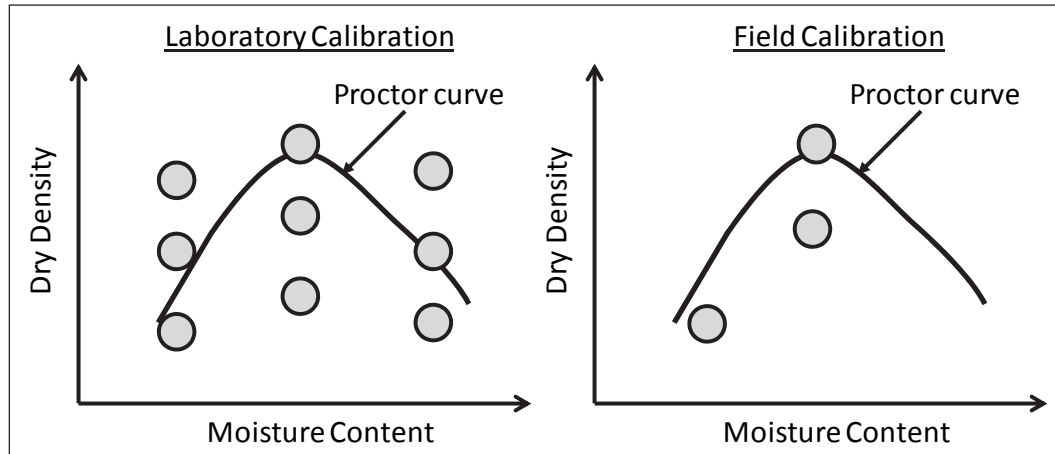 Laboratory Calibration
Proctor curve
Dry Density
Moisture Content
Field Calibration
Proctor curve
Dry Density
Moisture Content